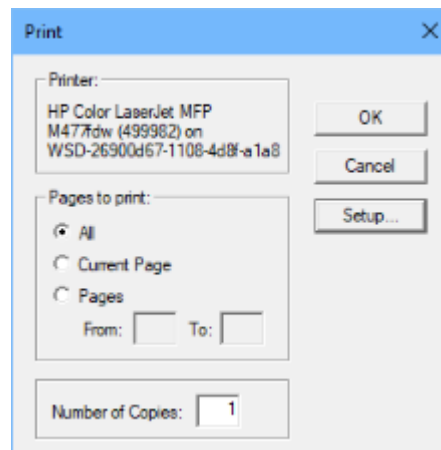 Print
Printer:
HP Color LaserJet MFP
M477fdw (499982) on
WSD-26900d67-1108-4d8f-a1a8
OK
Cancel
Setup...
Pages to print:
All
Current Page
Pages
From: To:
Number of Copies: 1